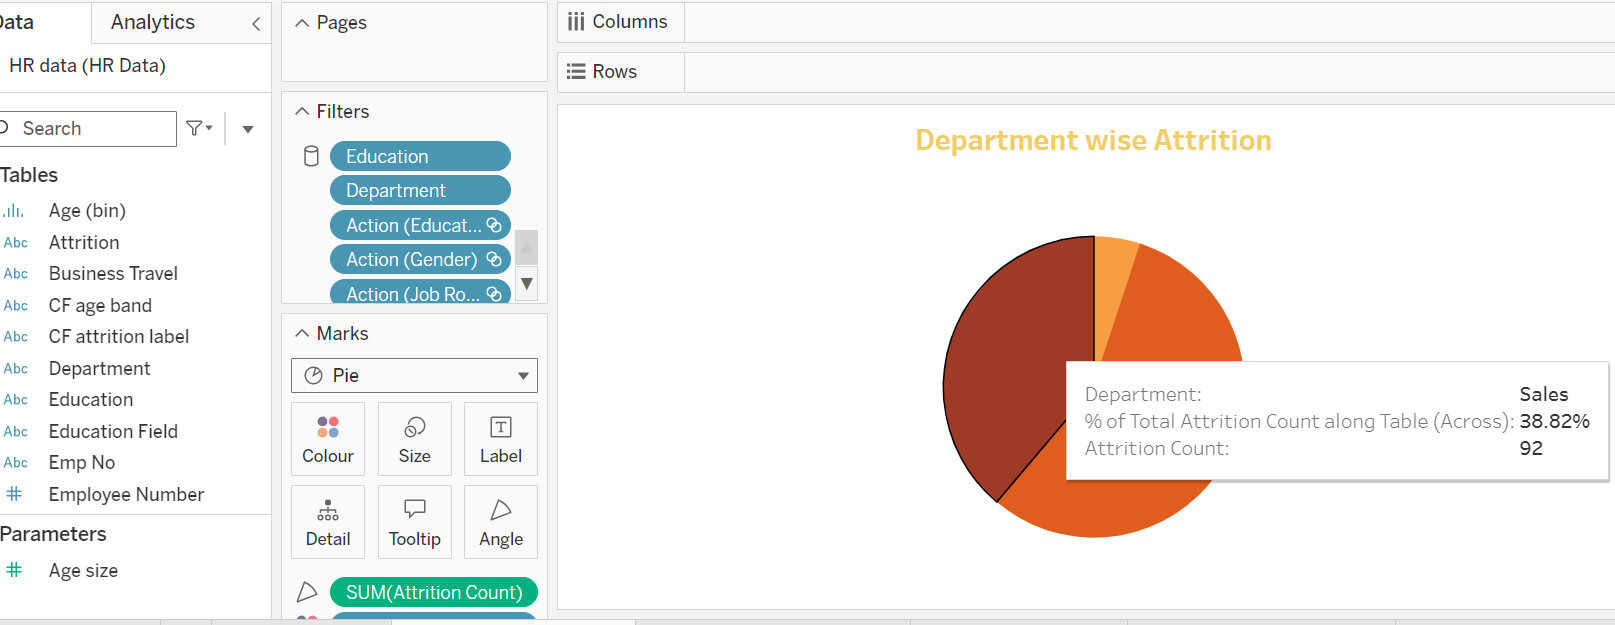 Data
Analytics
HR data (HR Data)
Search
Tables
Age (bin)
Abc Attrition
Abc Business Travel
Abc CF age band
Abc CF attrition label
Abc Department
Abc Education
Abc Education Field
Abc Emp No
# Employee Number
Parameters
# Age size
Pages
Filters
Education
Department
Action (Educat...
Action (Gender)
Action (Job Ro...
Marks
Pie
Colour
Size
Label
Detail
Tooltip
Angle
SUM(Attrition Count)
Columns
Rows
Department wise Attrition
Department: Sales
% of Total Attrition Count along Table (Across): 38.82%
Attrition Count: 92